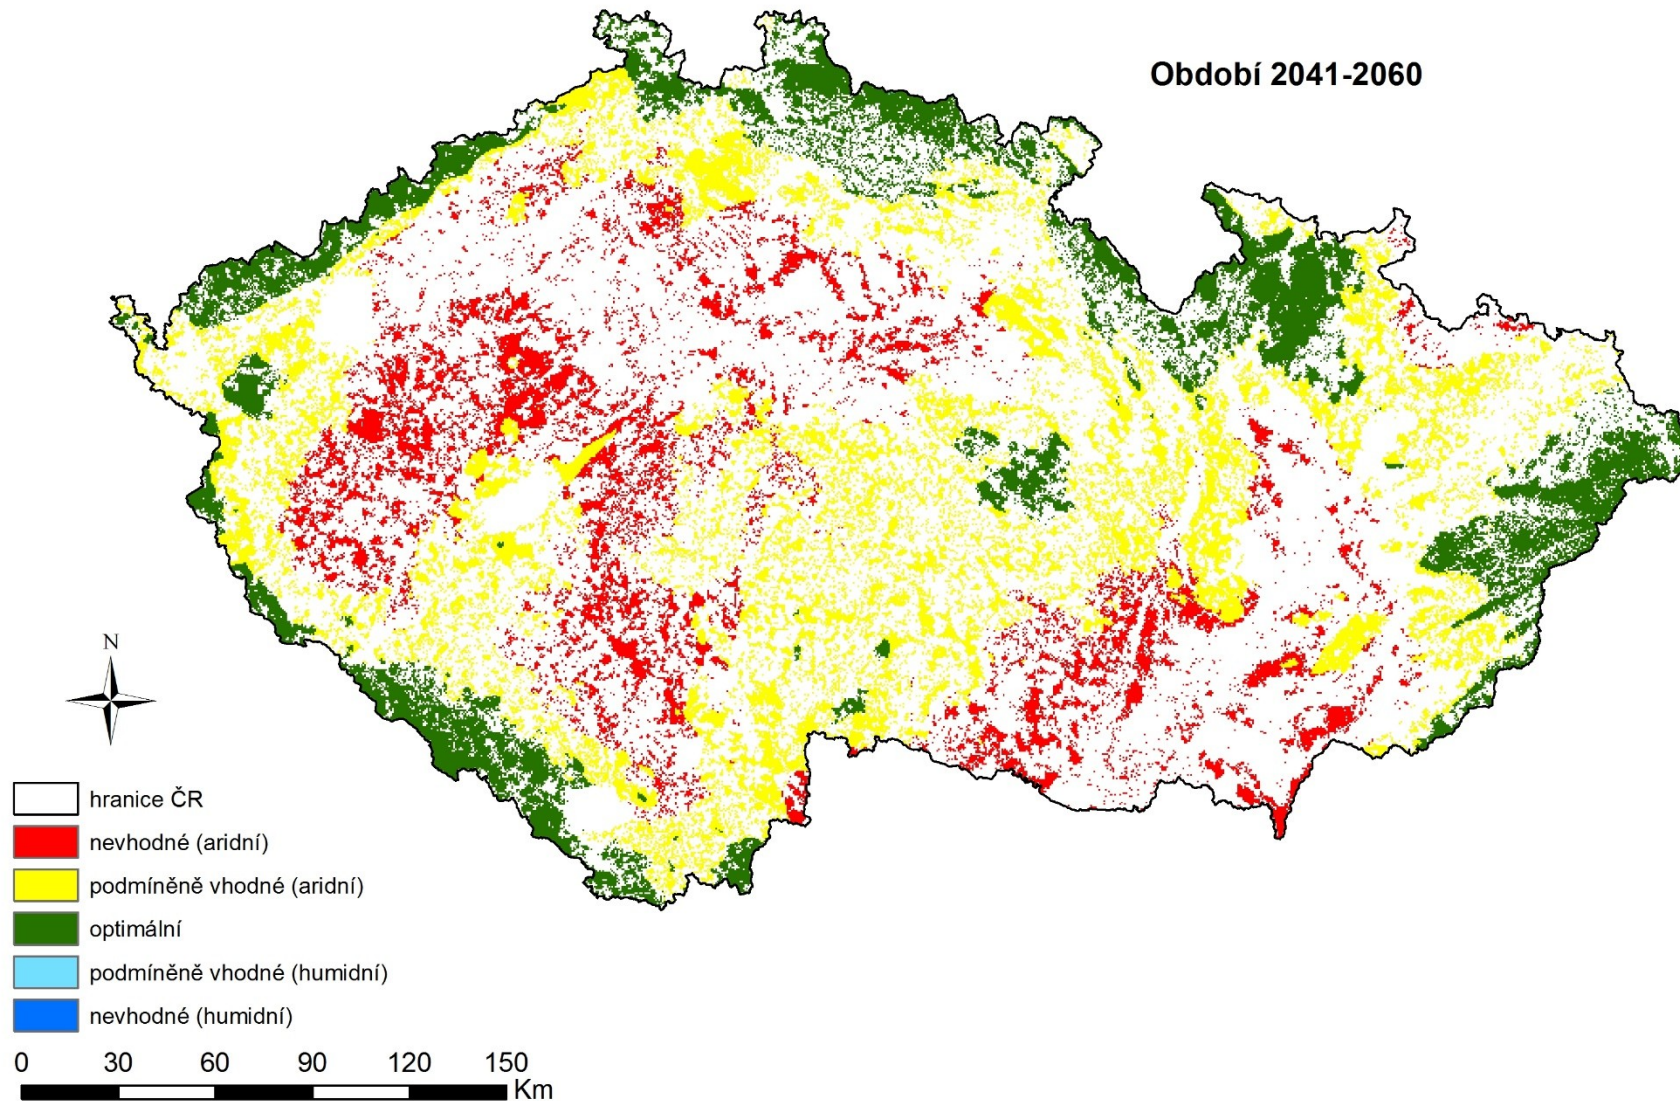 Období 2041-2060
N
hranice ČR
nevhodné (aridní)
podmíněně vhodné (aridní)
optimální
podmíněně vhodné (humidní)
nevhodné (humidní)
0 30 60 90 120 150
Km